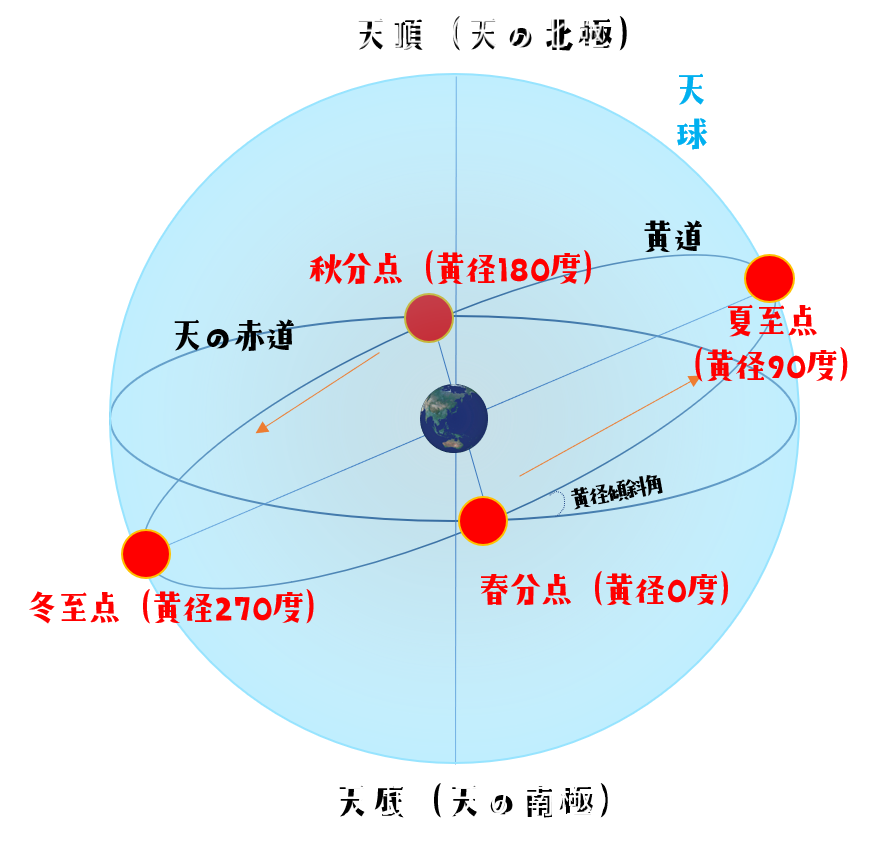 天頂（天の北極）
天
球
黄道
秋分点（黄径180度）
天の赤道
夏至点
（黄径90度）
黄径傾斜角
春分点（黄径0度）
冬至点（黄径270度）
天底（天の南極）